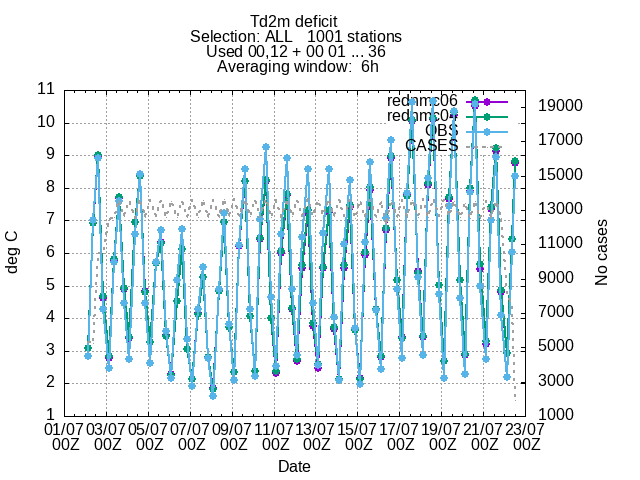 Td2m deficit
Selection: ALL   1001 stations
Used 00,12 + 00 01 ... 36
Averaging window:  6h
11
10
9
8
7
6
5
4
3
2
1
deg C
rednmc06
rednmc04
OBS
CASES
19000
17000
15000
13000
11000
9000
7000
5000
3000
1000
No cases
01/07 03/07 05/07 07/07 09/07 11/07 13/07 15/07 17/07 19/07 21/07 23/07
00Z 00Z 00Z 00Z 00Z 00Z 00Z 00Z 00Z 00Z 00Z 00Z
Date